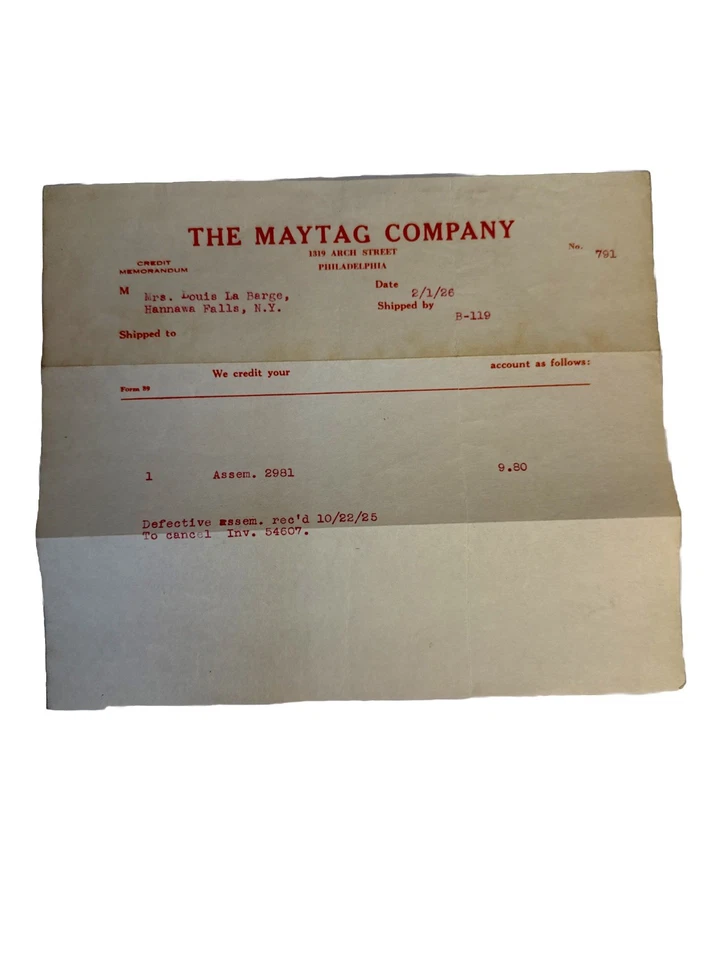 THE MAYTAG COMPANY
1319 ARCH STREET
PHILADELPHIA
No. 791
CREDIT
MEMORANDUM
M Mrs. Louis La Barge,
Hannawa Falls, N.Y.
Date 2/1/26
Shipped by
B-119
Shipped to
We credit your account as follows:
Form 99
1 Assem. 2981 9.80
Defective assem. rec'd 10/22/25
To cancel Inv. 54607.